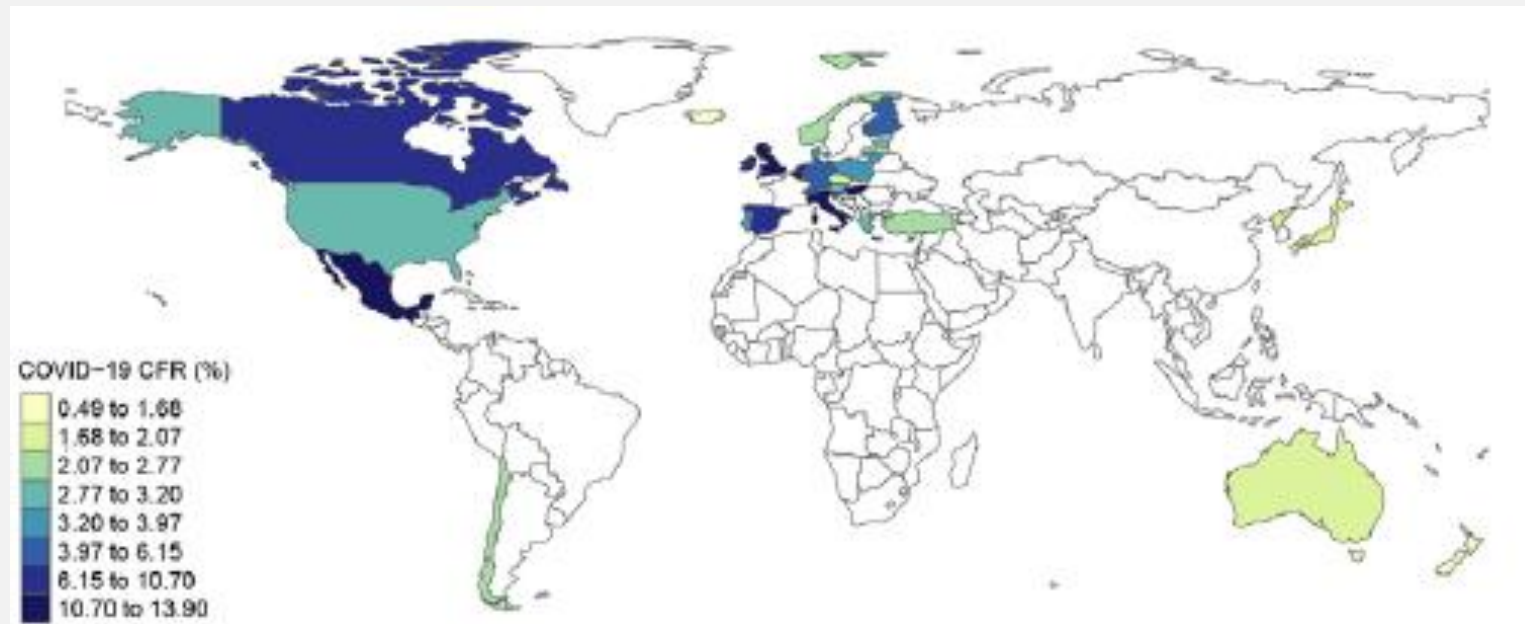 COVID−19 CFR (%)
0.49 to 1.68
1.68 to 2.07
2.07 to 2.77
2.77 to 3.20
3.20 to 3.97
3.97 to 6.15
6.15 to 10.70
10.70 to 13.90